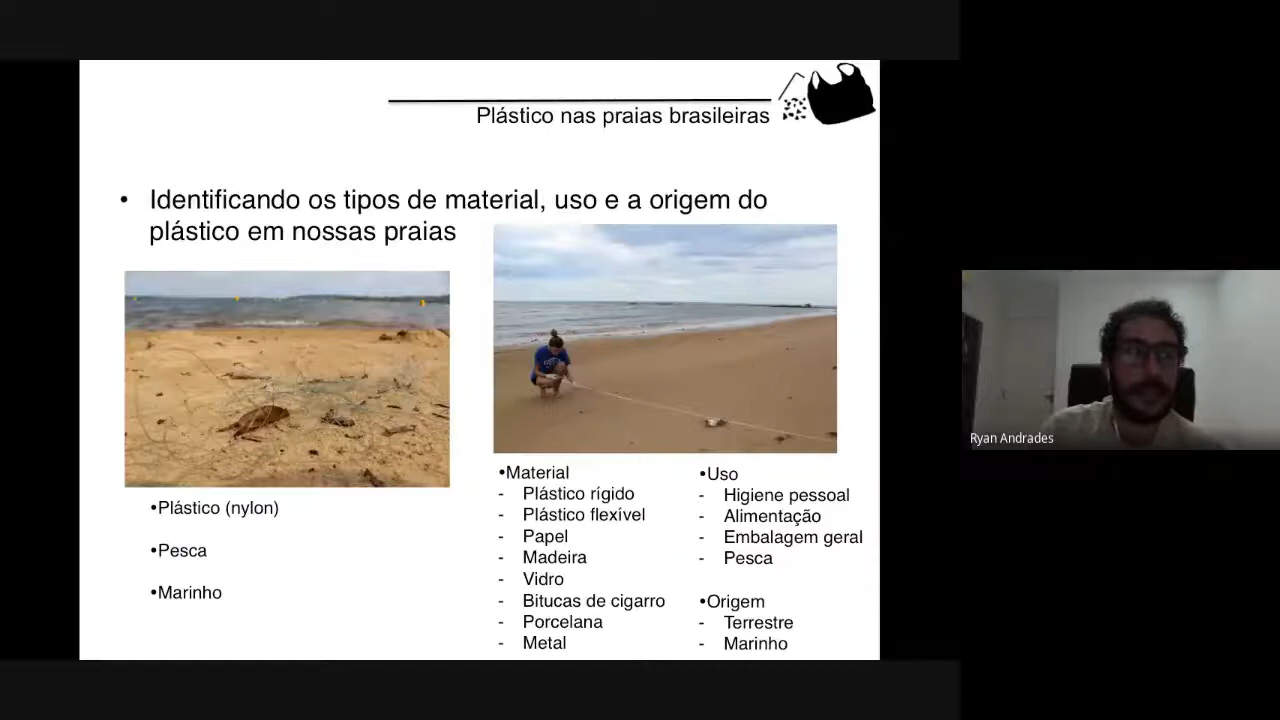 Plástico nas praias brasileiras
• Identificando os tipos de material, uso e a origem do
plástico em nossas praias
•Plástico (nylon)
•Pesca
•Marinho
•Material
- Plástico rígido
- Plástico flexível
- Papel
- Madeira
- Vidro
- Bitucas de cigarro
- Porcelana
- Metal
•Uso
- Higiene pessoal
- Alimentação
- Embalagem geral
- Pesca
•Origem
- Terrestre
- Marinho
Ryan Andrades